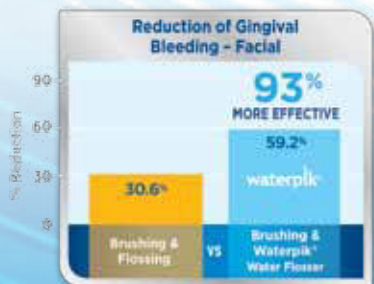 Reduction of Gingival
Bleeding – Facial
93%
MORE EFFECTIVE
% Reduction
90
60
30
0
30.6%
59.2%
waterpik®
Brushing &
Flossing
VS
Brushing &
Waterpik®
Water Flosser